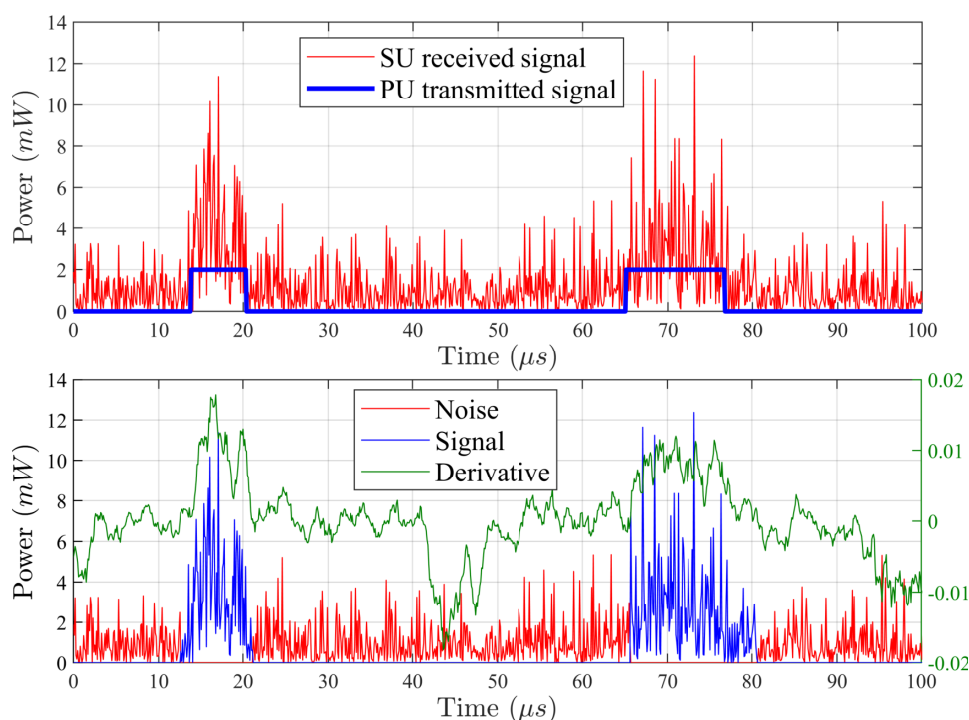 14
12
10
8
6
4
2
0
Power (mW)
SU received signal
PU transmitted signal
0 10 20 30 40 50 60 70 80 90 100
Time (μs)
14
12
10
8
6
4
2
0
Power (mW)
Noise
Signal
Derivative
0.02
0.01
0
-0.01
-0.02
0 10 20 30 40 50 60 70 80 90 100
Time (μs)